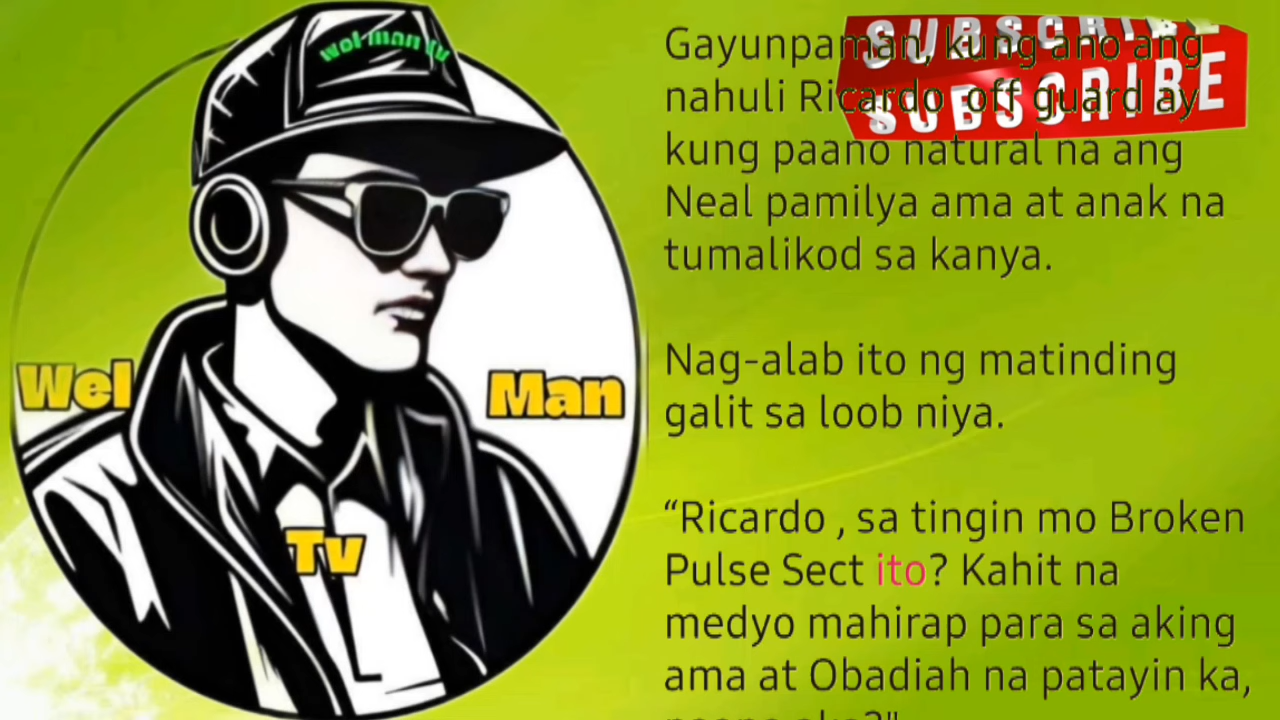 wel man tv
Wel
Man
Tv
SUBSCRIBE
SUBSCRIBE
Gayunpaman, kung ano ang
nahuli Ricardo off guard ay
kung paano natural na ang
Neal pamilya ama at anak na
tumalikod sa kanya.
Nag-alab ito ng matinding
galit sa loob niya.
“Ricardo , sa tingin mo Broken
Pulse Sect ito? Kahit na
medyo mahirap para sa aking
ama at Obadiah na patayin ka,